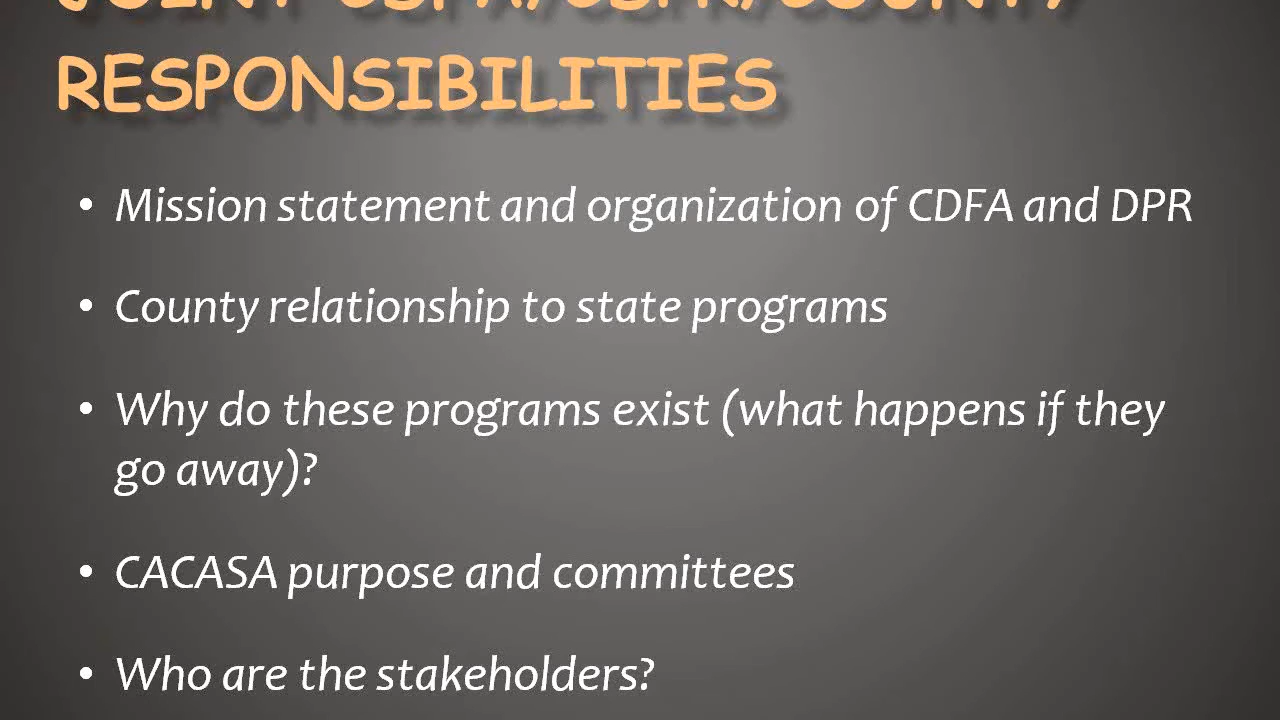 RESPONSIBILITIES
• Mission statement and organization of CDFA and DPR
• County relationship to state programs
• Why do these programs exist (what happens if they
go away)?
• CACASA purpose and committees
• Who are the stakeholders?